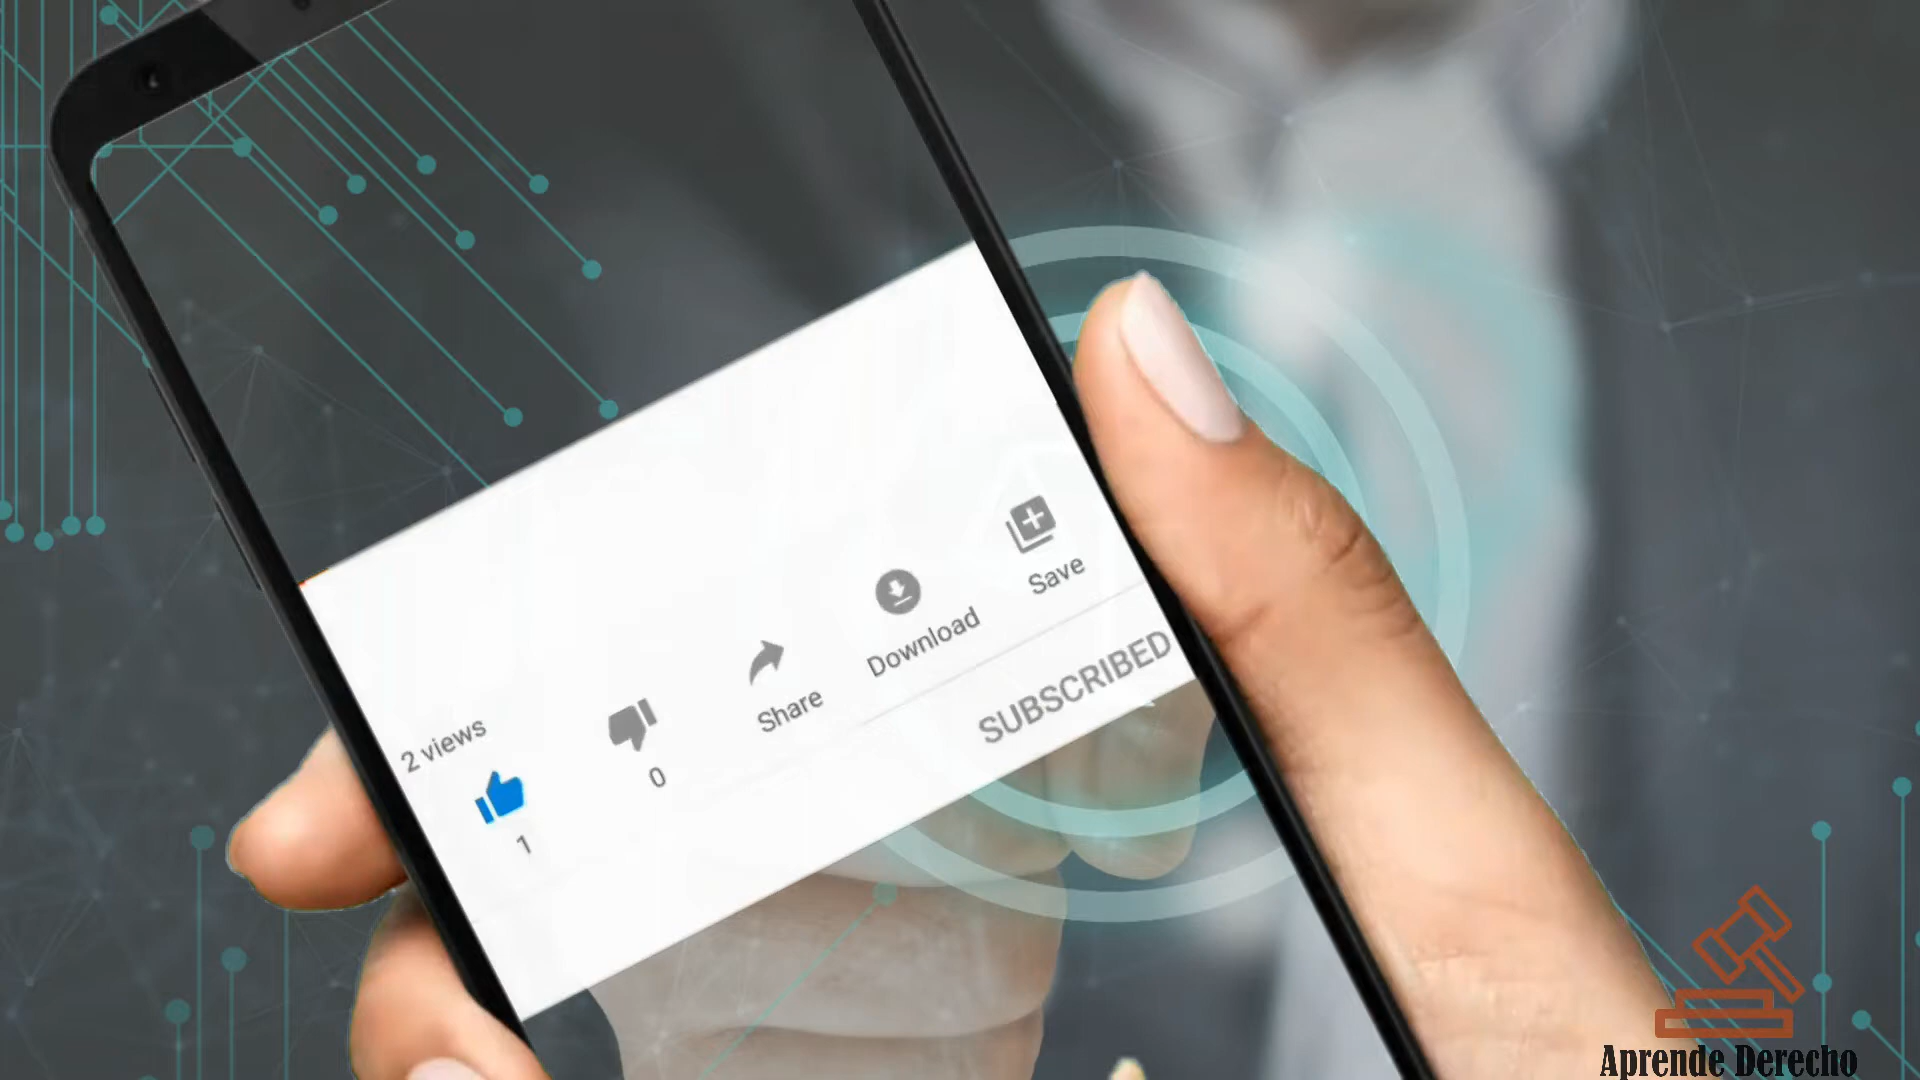 2 views
1
0
Share
Download
Save
SUBSCRIBED
Aprende Derecho